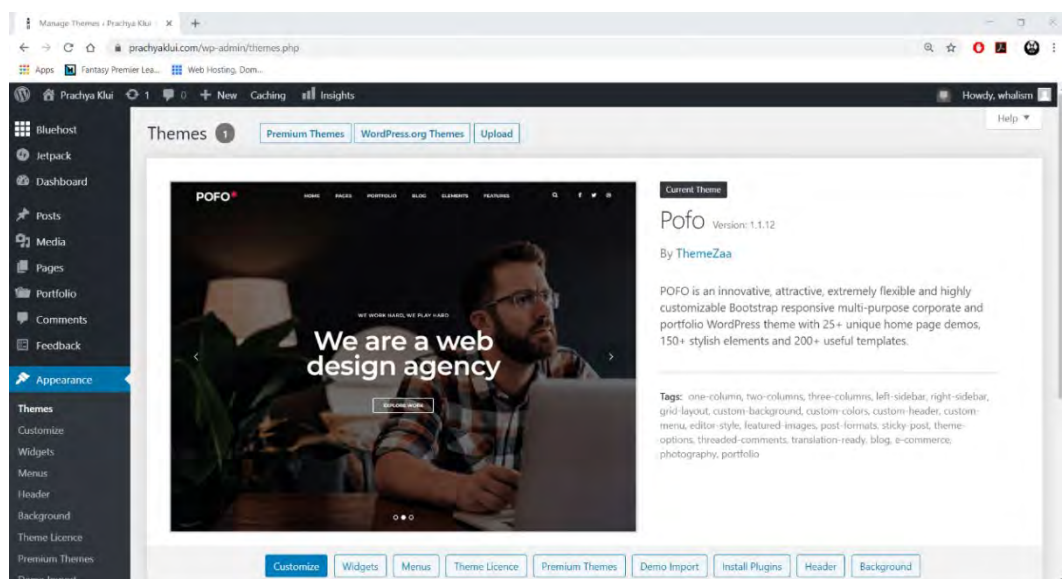 Manage Themes ‹ Prachya Klui
prachyaklui.com/wp-admin/themes.php
Apps Fantasy Premier Lea... Web Hosting, Dom...
Prachya Klui 1 0 + New Caching Insights Howdy, whalism
Help
Bluehost
Jetpack
Dashboard
Posts
Media
Pages
Portfolio
Comments
Feedback
Appearance
Themes
Customize
Widgets
Menus
Header
Background
Theme Licence
Premium Themes
Demo Import
Themes 1 Premium Themes WordPress.org Themes Upload
POFO HOME PAGES PORTFOLIO BLOG ELEMENTS FEATURES
WE WORK HARD, WE PLAY HARD
We are a web
design agency
EXPLORE WORK
Current Theme
Pofo Version: 1.1.12
By ThemeZaa
POFO is an innovative, attractive, extremely flexible and highly
customizable Bootstrap responsive multi-purpose corporate and
portfolio WordPress theme with 25+ unique home page demos,
150+ stylish elements and 200+ useful templates.
Tags: one-column, two-columns, three-columns, left-sidebar, right-sidebar,
grid-layout, custom-background, custom-colors, custom-header, custom-
menu, editor-style, featured-images, post-formats, sticky-post, theme-
options, threaded-comments, translation-ready, blog, e-commerce,
photography, portfolio
Customize Widgets Menus Theme Licence Premium Themes Demo Import Install Plugins Header Background